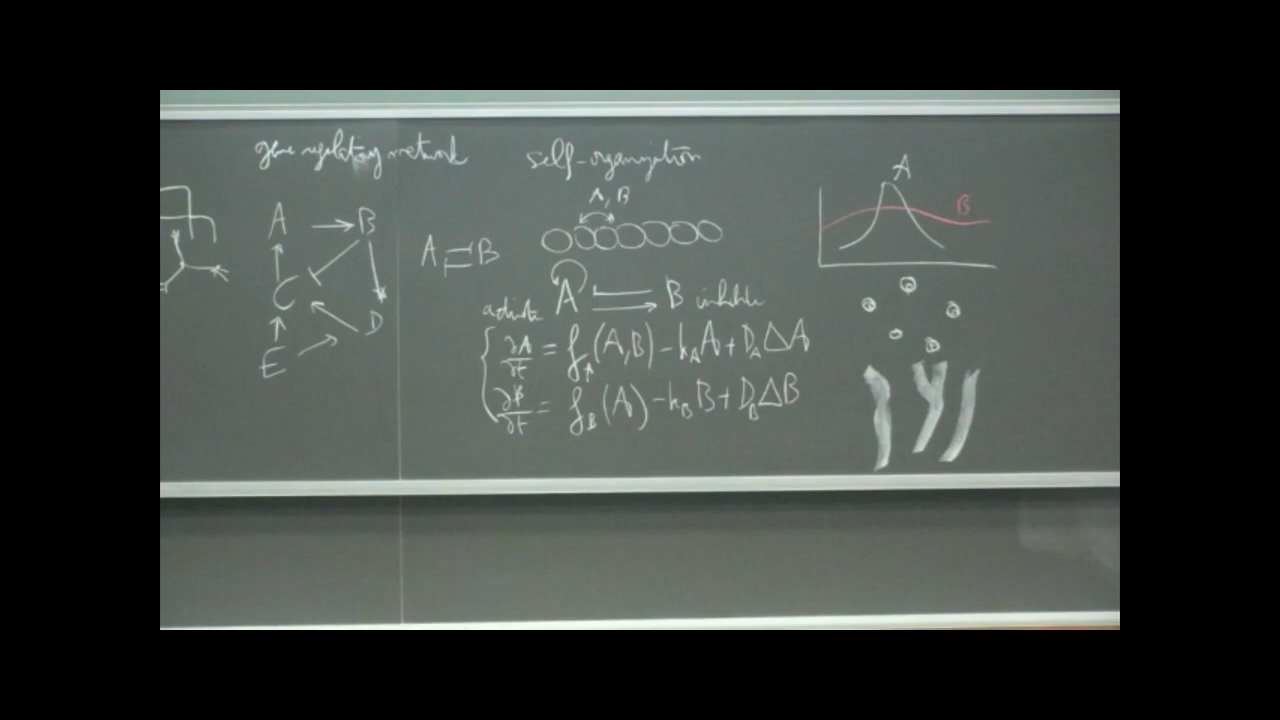 gene regulatory network
A → B
C
D
E
A B
self-organization
A, B
A B inhibitor
activator
∂A/∂t = f_A(A,B) - k_A A + D_A ΔA
∂B/∂t = f_B(A) - k_B B + D_B ΔB
A
B